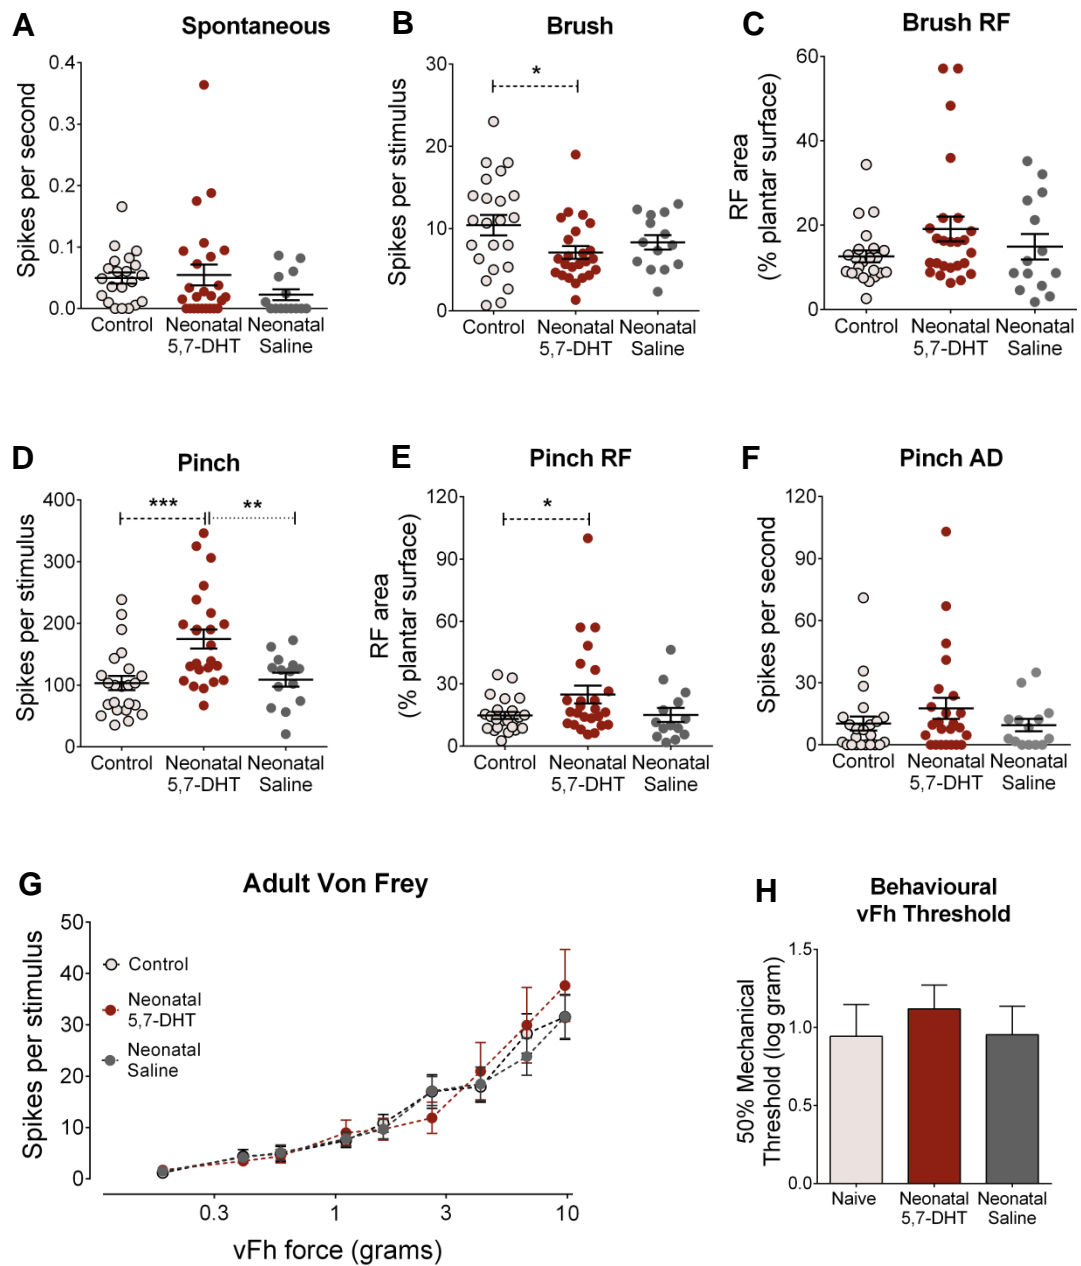 A
Spontaneous
Spikes per second
0.4
0.3
0.2
0.1
0.0
Control
Neonatal
5,7-DHT
Neonatal
Saline
B
Brush
Spikes per stimulus
30
20
10
0
*
Control
Neonatal
5,7-DHT
Neonatal
Saline
C
Brush RF
RF area
(% plantar surface)
60
40
20
0
Control
Neonatal
5,7-DHT
Neonatal
Saline
D
Pinch
Spikes per stimulus
400
300
200
100
0
***
**
Control
Neonatal
5,7-DHT
Neonatal
Saline
E
Pinch RF
RF area
(% plantar surface)
120
90
60
30
0
*
Control
Neonatal
5,7-DHT
Neonatal
Saline
F
Pinch AD
Spikes per second
120
90
60
30
0
Control
Neonatal
5,7-DHT
Neonatal
Saline
G
Adult Von Frey
Spikes per stimulus
50
40
30
20
10
0
Control
Neonatal
5,7-DHT
Neonatal
Saline
0.3
1
3
10
vFh force (grams)
H
Behavioural
vFh Threshold
50% Mechanical
Threshold (log gram)
1.5
1.0
0.5
0.0
Naive
Neonatal
5,7-DHT
Neonatal
Saline